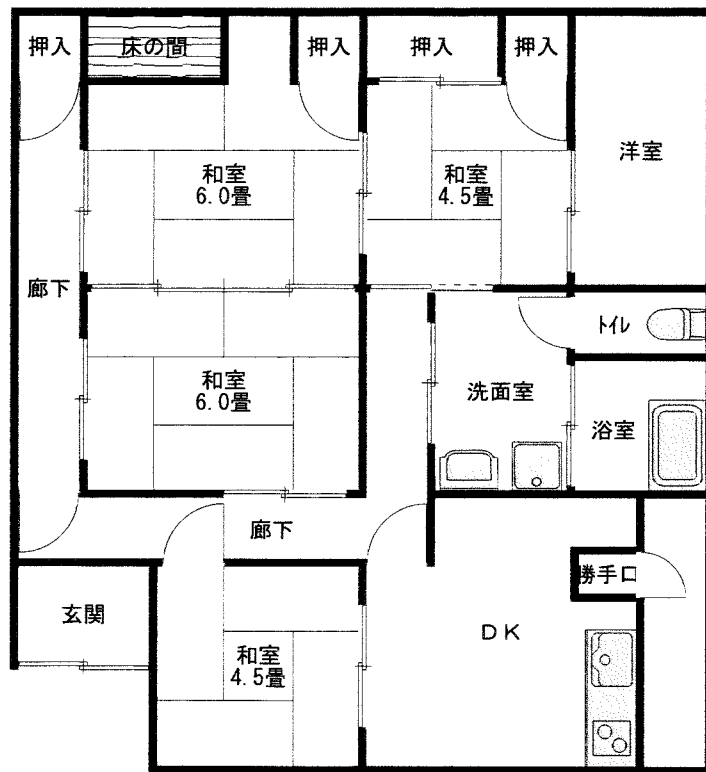 押入
床の間
押入
押入
押入
和室
6.0畳
和室
4.5畳
洋室
廊下
トイレ
和室
6.0畳
洗面室
浴室
廊下
勝手口
玄関
DK
和室
4.5畳